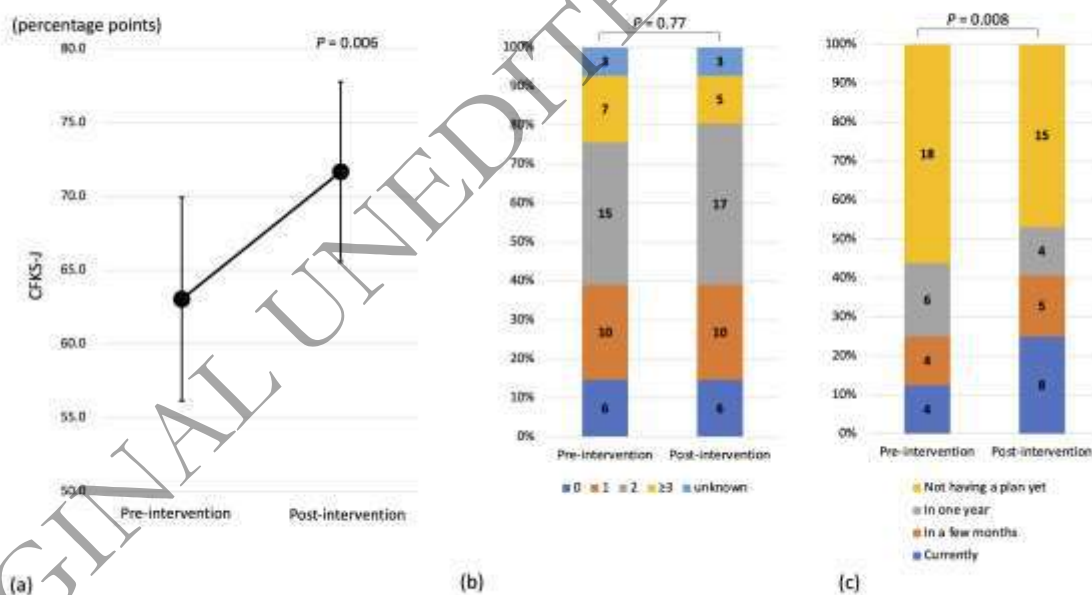 (percentage points)
P = 0.006
80.0
75.0
70.0
65.0
60.0
55.0
50.0
CFKS-J
Pre-intervention
Post-intervention
(a)
P = 0.77
100%
90%
80%
70%
60%
50%
40%
30%
20%
10%
0%
3
3
7
5
15
17
10
10
6
6
Pre-intervention
Post-intervention
0 1 2 ≥3 unknown
(b)
P = 0.008
100%
90%
80%
70%
60%
50%
40%
30%
20%
10%
0%
18
15
6
4
4
5
4
8
Pre-intervention
Post-intervention
Not having a plan yet
In one year
In a few months
Currently
(c)
GINAL UNEDITE